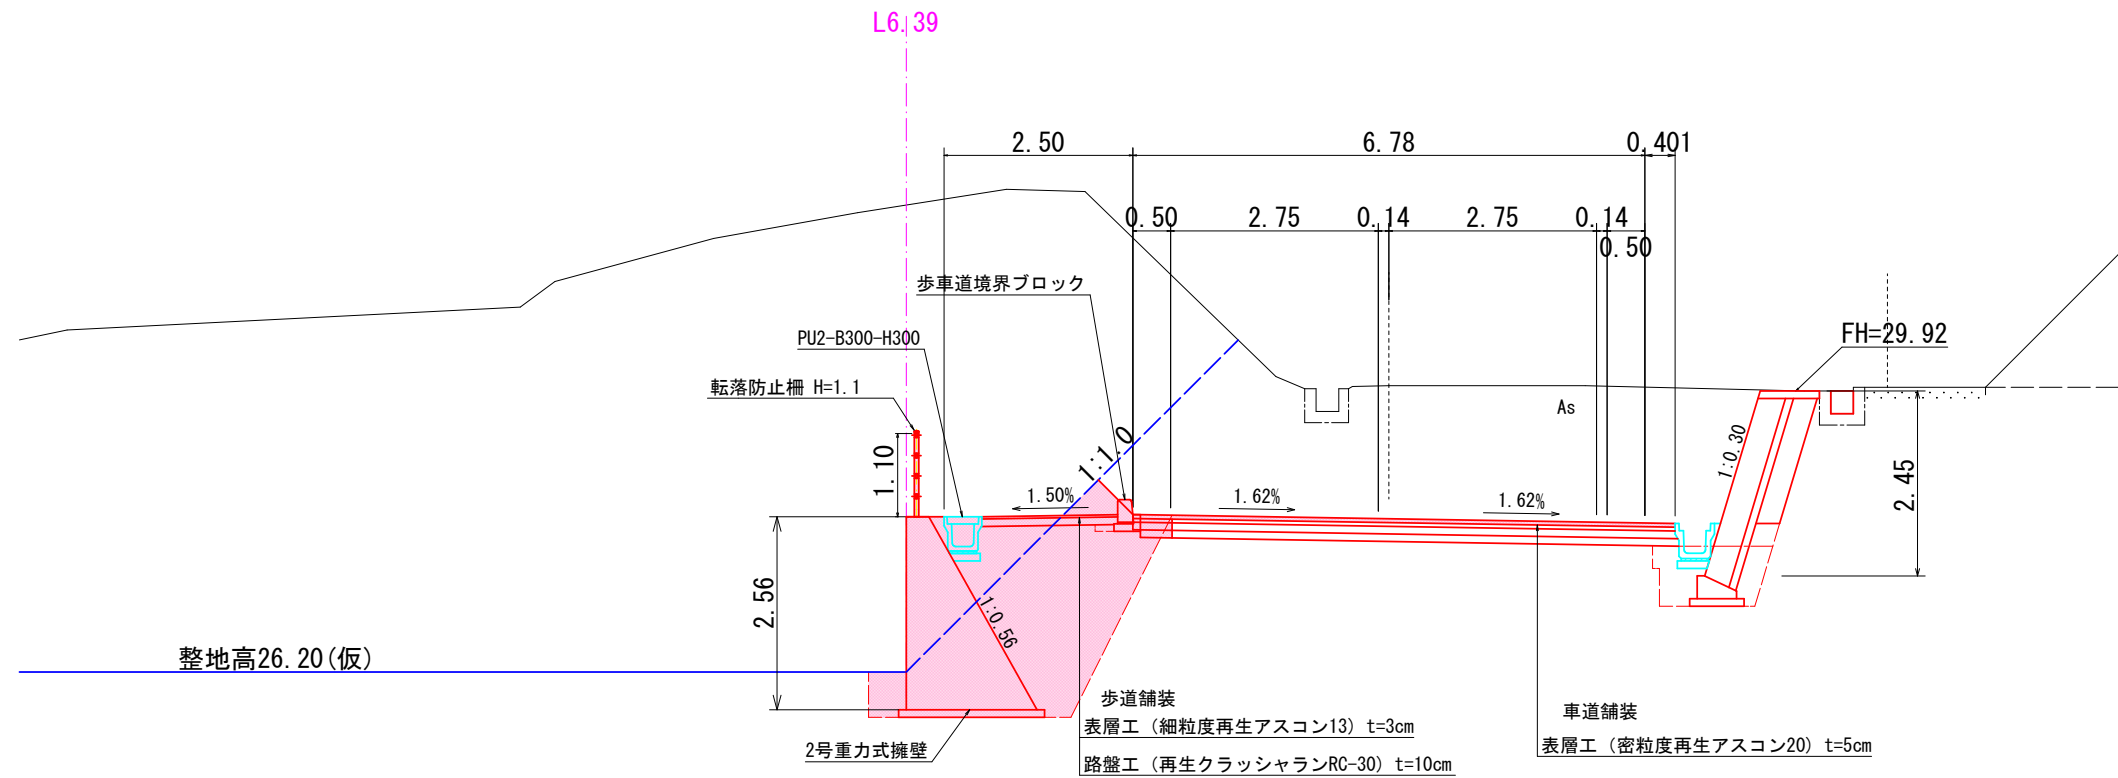 L6.39
2.50
6.78
0.401
0.50
2.75
0.14
2.75
0.14
0.50
歩車道境界ブロック
PU2-B300-H300
転落防止柵 H=1.1
FH=29.92
As
1:1.0
1:0.30
1.10
1.50%
1.62%
1.62%
2.45
2.56
1:0.56
整地高26.20(仮)
歩道舗装
表層工（細粒度再生アスコン13）t=3cm
路盤工（再生クラッシャランRC-30）t=10cm
車道舗装
表層工（密粒度再生アスコン20）t=5cm
2号重力式擁壁